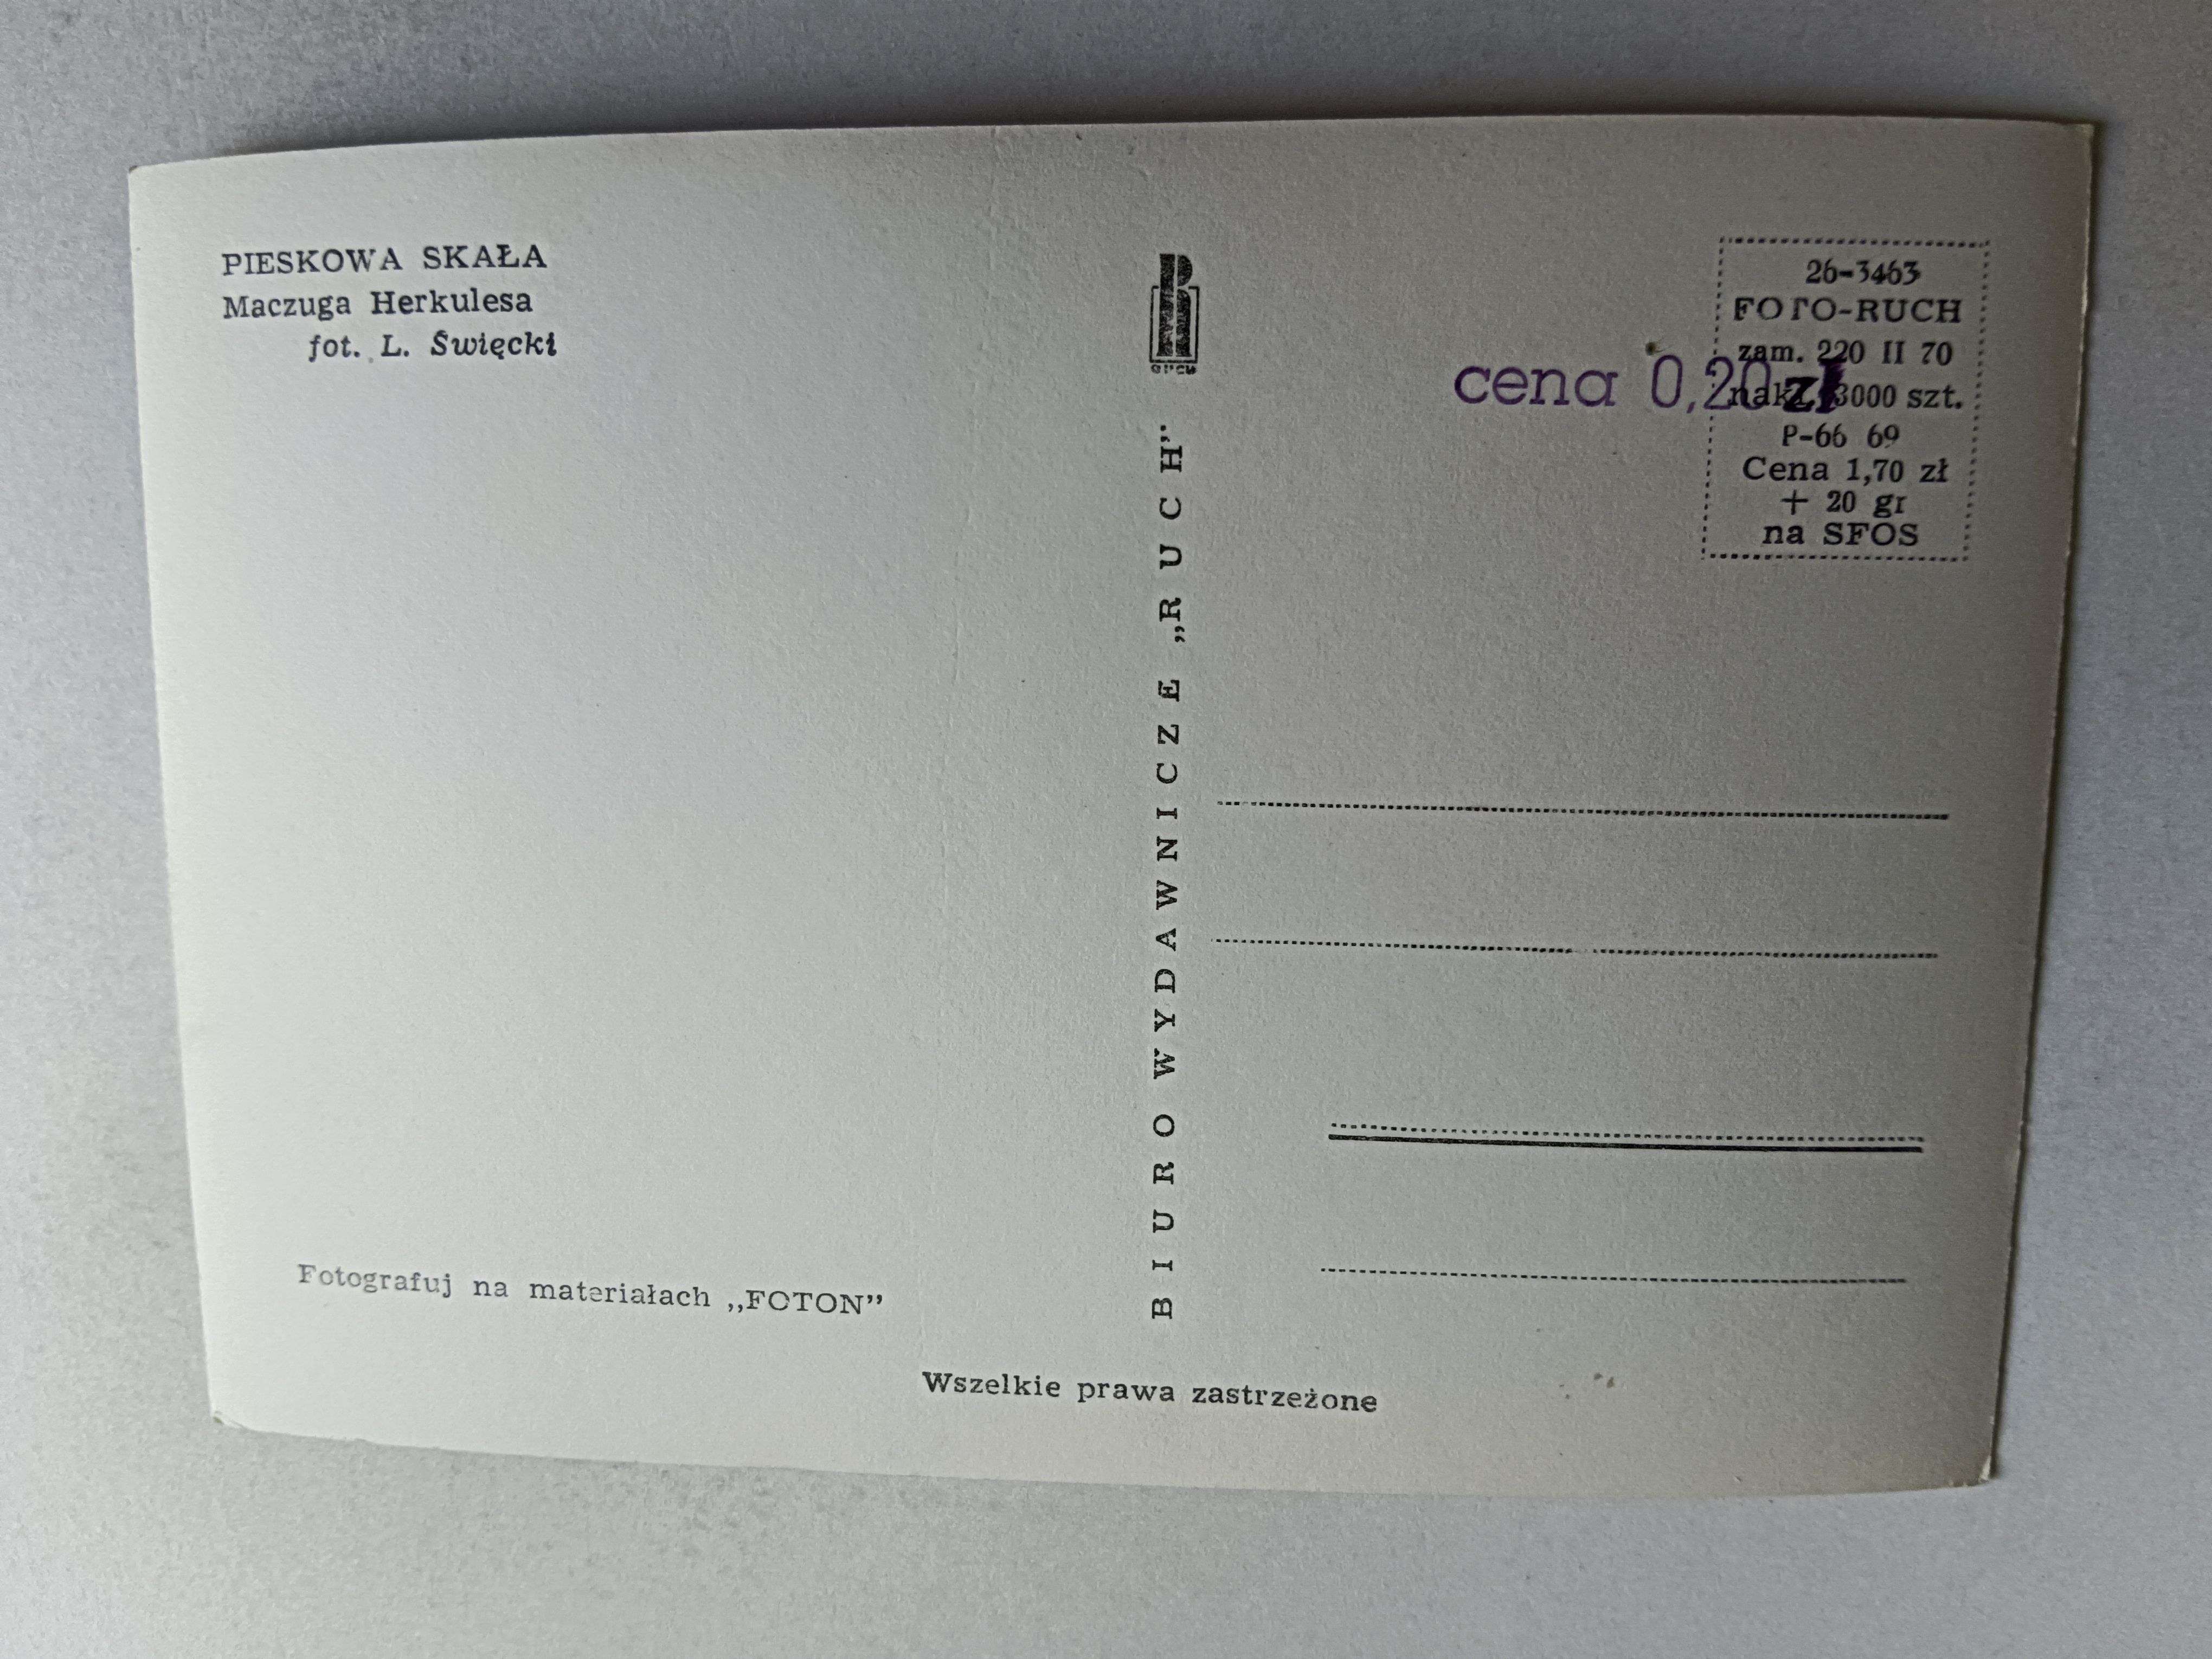 PIESKOWA SKAŁA
Maczuga Herkulesa
fot. L. Święcki
Fotografuj na materiałach „FOTON”
BIURO WYDAWNICZE „RUCH”
Wszelkie prawa zastrzeżone
cena 0,20 zł
26-3463
FOTO-RUCH
zam. 220 II 70
nakł. 3000 szt.
P-66 69
Cena 1,70 zł
+ 20 gr
na SFOS